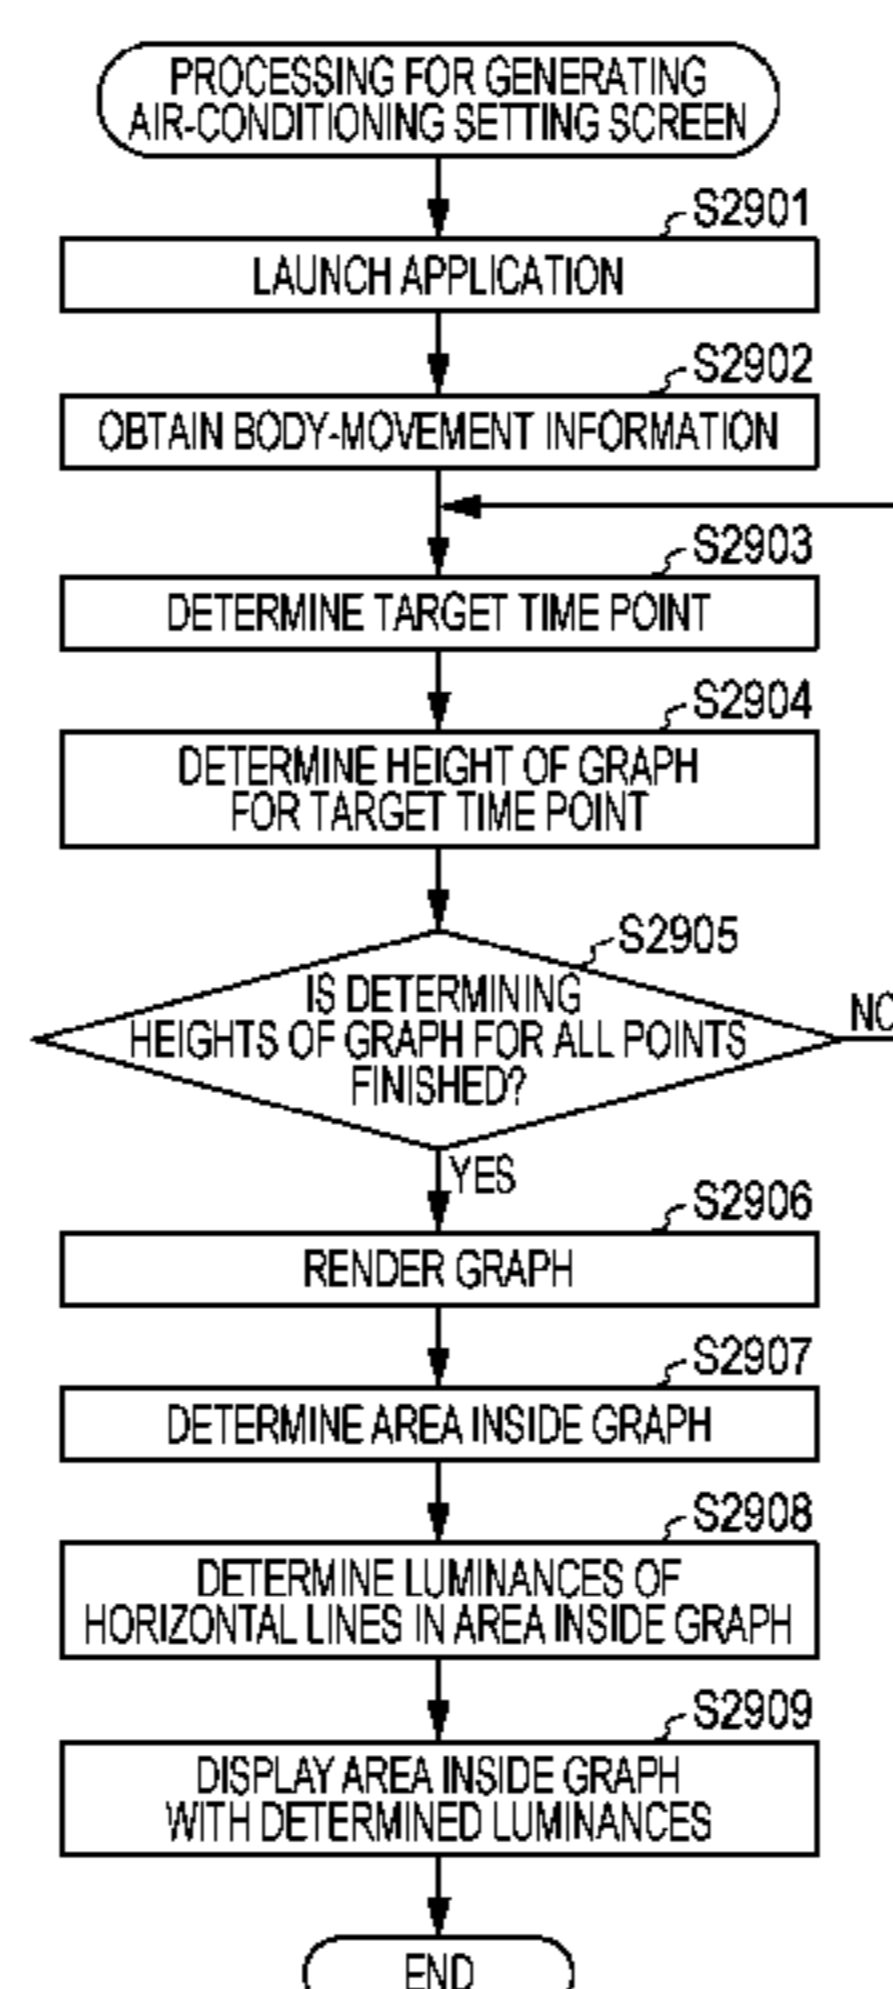 PROCESSING FOR GENERATING
AIR-CONDITIONING SETTING SCREEN
S2901
LAUNCH APPLICATION
S2902
OBTAIN BODY-MOVEMENT INFORMATION
S2903
DETERMINE TARGET TIME POINT
S2904
DETERMINE HEIGHT OF GRAPH
FOR TARGET TIME POINT
S2905
IS DETERMINING
HEIGHTS OF GRAPH FOR ALL POINTS
FINISHED?
NO
YES
S2906
RENDER GRAPH
S2907
DETERMINE AREA INSIDE GRAPH
S2908
DETERMINE LUMINANCES OF
HORIZONTAL LINES IN AREA INSIDE GRAPH
S2909
DISPLAY AREA INSIDE GRAPH
WITH DETERMINED LUMINANCES
END